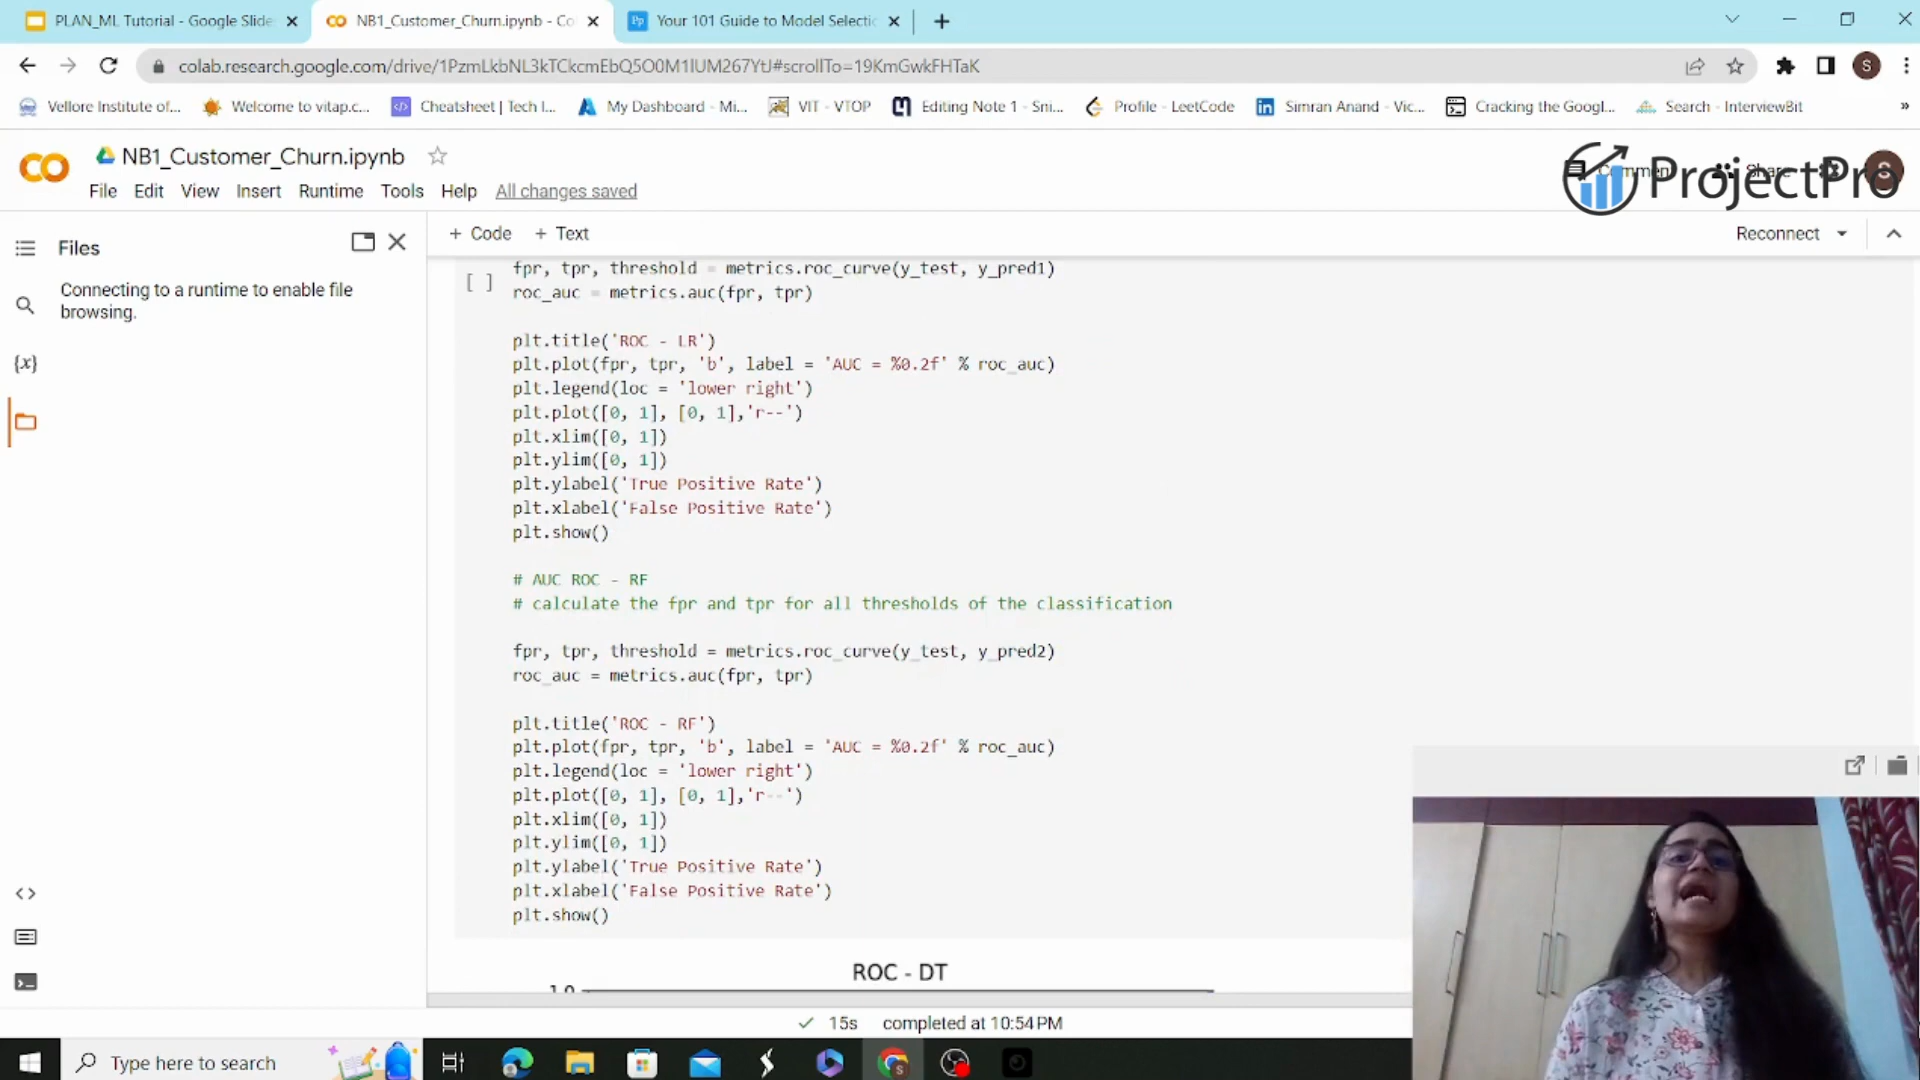 PLAN_ML Tutorial - Google Slide
NB1_Customer_Churn.ipynb - Co
Your 101 Guide to Model Selectio
colab.research.google.com/drive/1PzmLkbNL3kTCkcmEbQ5O0M1lUM267YtJ#scrollTo=19KmGwkFHTaK
S
Vellore Institute of...
Welcome to vitap.c...
Cheatsheet | Tech I...
My Dashboard - Mi...
VIT - VTOP
Editing Note 1 - Sni...
Profile - LeetCode
Simran Anand - Vic...
Cracking the Googl...
Search - InterviewBit
»
NB1_Customer_Churn.ipynb
ProjectPro
File Edit View Insert Runtime Tools Help All changes saved
Files
+ Code + Text
Reconnect
Connecting to a runtime to enable file
browsing.
{x}
[ ]
fpr, tpr, threshold = metrics.roc_curve(y_test, y_pred1)
roc_auc = metrics.auc(fpr, tpr)
plt.title('ROC - LR')
plt.plot(fpr, tpr, 'b', label = 'AUC = %0.2f' % roc_auc)
plt.legend(loc = 'lower right')
plt.plot([0, 1], [0, 1],'r--')
plt.xlim([0, 1])
plt.ylim([0, 1])
plt.ylabel('True Positive Rate')
plt.xlabel('False Positive Rate')
plt.show()
# AUC ROC - RF
# calculate the fpr and tpr for all thresholds of the classification
fpr, tpr, threshold = metrics.roc_curve(y_test, y_pred2)
roc_auc = metrics.auc(fpr, tpr)
plt.title('ROC - RF')
plt.plot(fpr, tpr, 'b', label = 'AUC = %0.2f' % roc_auc)
plt.legend(loc = 'lower right')
plt.plot([0, 1], [0, 1],'r--')
plt.xlim([0, 1])
plt.ylim([0, 1])
plt.ylabel('True Positive Rate')
plt.xlabel('False Positive Rate')
plt.show()
ROC - DT
1.0
15s completed at 10:54 PM
Type here to search